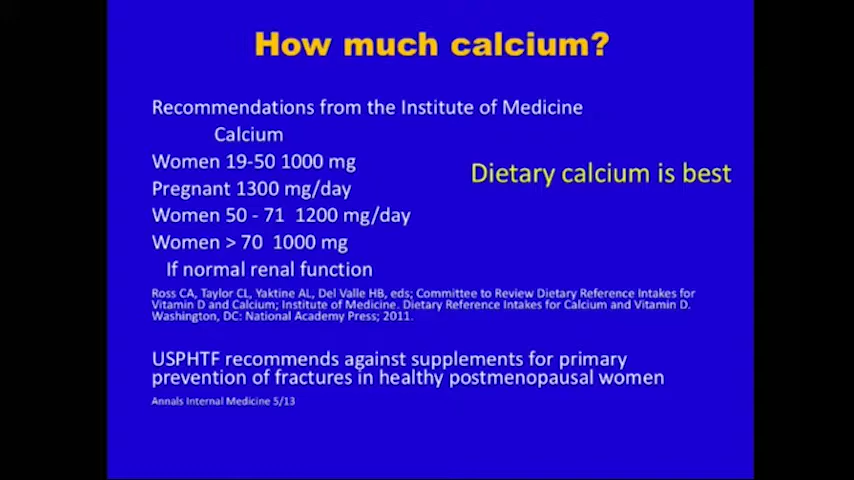 How much calcium?
Recommendations from the Institute of Medicine
Calcium
Women 19-50 1000 mg
Dietary calcium is best
Pregnant 1300 mg/day
Women 50 - 71 1200 mg/day
Women > 70 1000 mg
If normal renal function
Ross CA, Taylor CL, Yaktine AL, Del Valle HB, eds; Committee to Review Dietary Reference Intakes for
Vitamin D and Calcium; Institute of Medicine. Dietary Reference Intakes for Calcium and Vitamin D.
Washington, DC: National Academy Press; 2011.
USPHTF recommends against supplements for primary
prevention of fractures in healthy postmenopausal women
Annals Internal Medicine 5/13